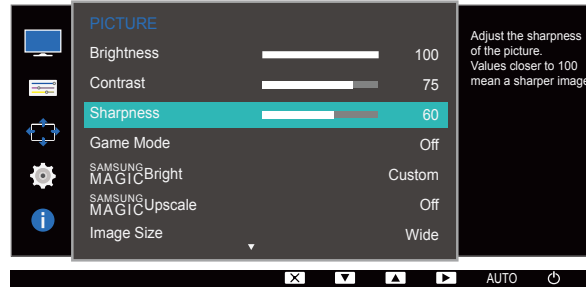 PICTURE
Brightness 100
Contrast 75
Sharpness 60
Game Mode Off
SAMSUNG
MAGICBright Custom
SAMSUNG
MAGICUpscale Off
Image Size Wide
Adjust the sharpness
of the picture.
Values closer to 100
mean a sharper image
AUTO